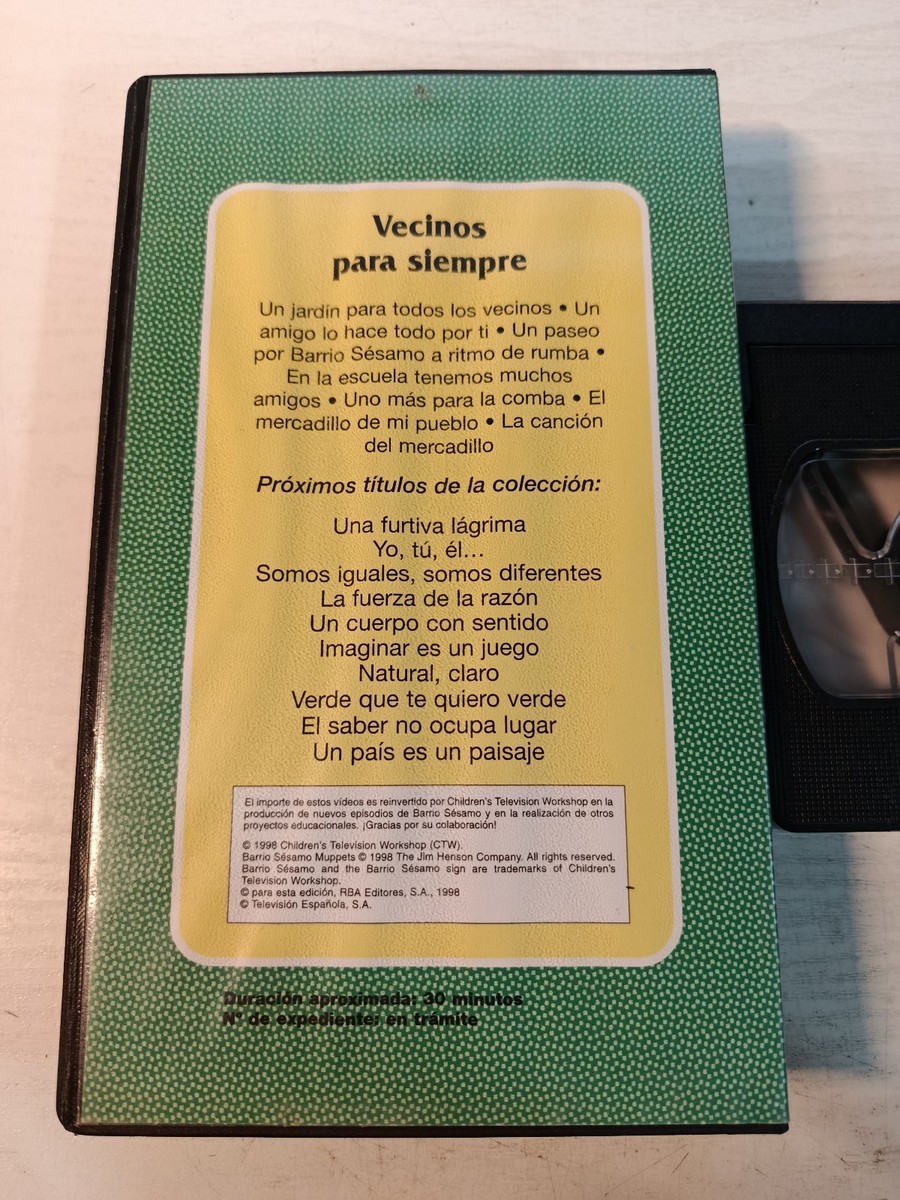 Vecinos
para siempre
Un jardín para todos los vecinos • Un
amigo lo hace todo por ti • Un paseo
por Barrio Sésamo a ritmo de rumba •
En la escuela tenemos muchos
amigos • Uno más para la comba • El
mercadillo de mi pueblo • La canción
del mercadillo
Próximos títulos de la colección:
Una furtiva lágrima
Yo, tú, él...
Somos iguales, somos diferentes
La fuerza de la razón
Un cuerpo con sentido
Imaginar es un juego
Natural, claro
Verde que te quiero verde
El saber no ocupa lugar
Un país es un paisaje
El importe de estos vídeos es reinvertido por Children's Television Workshop en la
producción de nuevos episodios de Barrio Sésamo y en la realización de otros
proyectos educacionales. ¡Gracias por su colaboración!
© 1998 Children's Television Workshop (CTW).
Barrio Sésamo Muppets © 1998 The Jim Henson Company. All rights reserved.
Barrio Sésamo and the Barrio Sésamo sign are trademarks of Children's
Television Workshop.
© para esta edición, RBA Editores, S.A., 1998
© Televisión Española, S.A.
Duración aproximada: 30 minutos
N° de expediente: en trámite